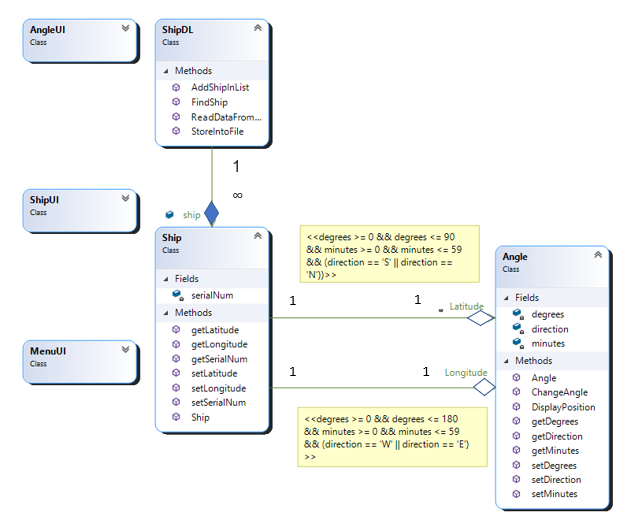 AngleUI
Class
ShipDL
Class
Methods
AddShipInList
FindShip
ReadDataFrom...
StoreIntoFile
1
∞
ship
ShipUI
Class
Ship
Class
Fields
serialNum
Methods
getLatitude
getLongitude
getSerialNum
setLatitude
setLongitude
setSerialNum
Ship
MenuUI
Class
<<degrees >= 0 && degrees <= 90
&& minutes >= 0 && minutes <= 59
&& (direction == 'S' || direction ==
'N'))>>
1
1
Latitude
1
1
Longitude
<<degrees >= 0 && degrees <= 180
&& minutes >= 0 && minutes <= 59
&& (direction == 'W' || direction == 'E')
>>
Angle
Class
Fields
degrees
direction
minutes
Methods
Angle
ChangeAngle
DisplayPosition
getDegrees
getDirection
getMinutes
setDegrees
setDirection
setMinutes